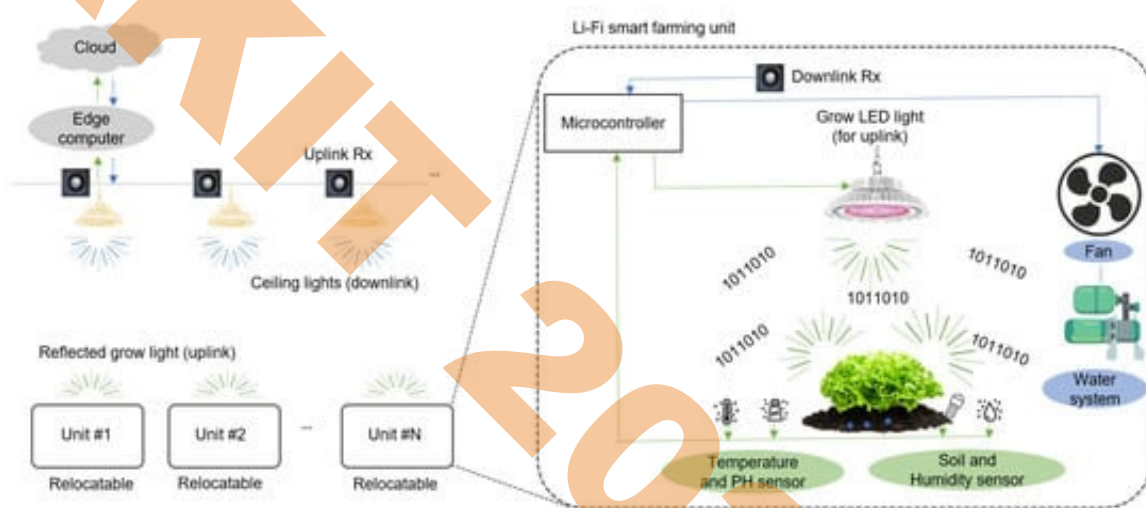 Li-Fi smart farming unit
Cloud
Edge
computer
Uplink Rx
...
Ceiling lights (downlink)
Reflected grow light (uplink)
Unit #1
Unit #2
...
Unit #N
Relocatable
Relocatable
Relocatable
Downlink Rx
Microcontroller
Grow LED light
(for uplink)
Fan
1011010
1011010
1011010
1011010
1011010
Water
system
Temperature
and PH sensor
Soil and
Humidity sensor